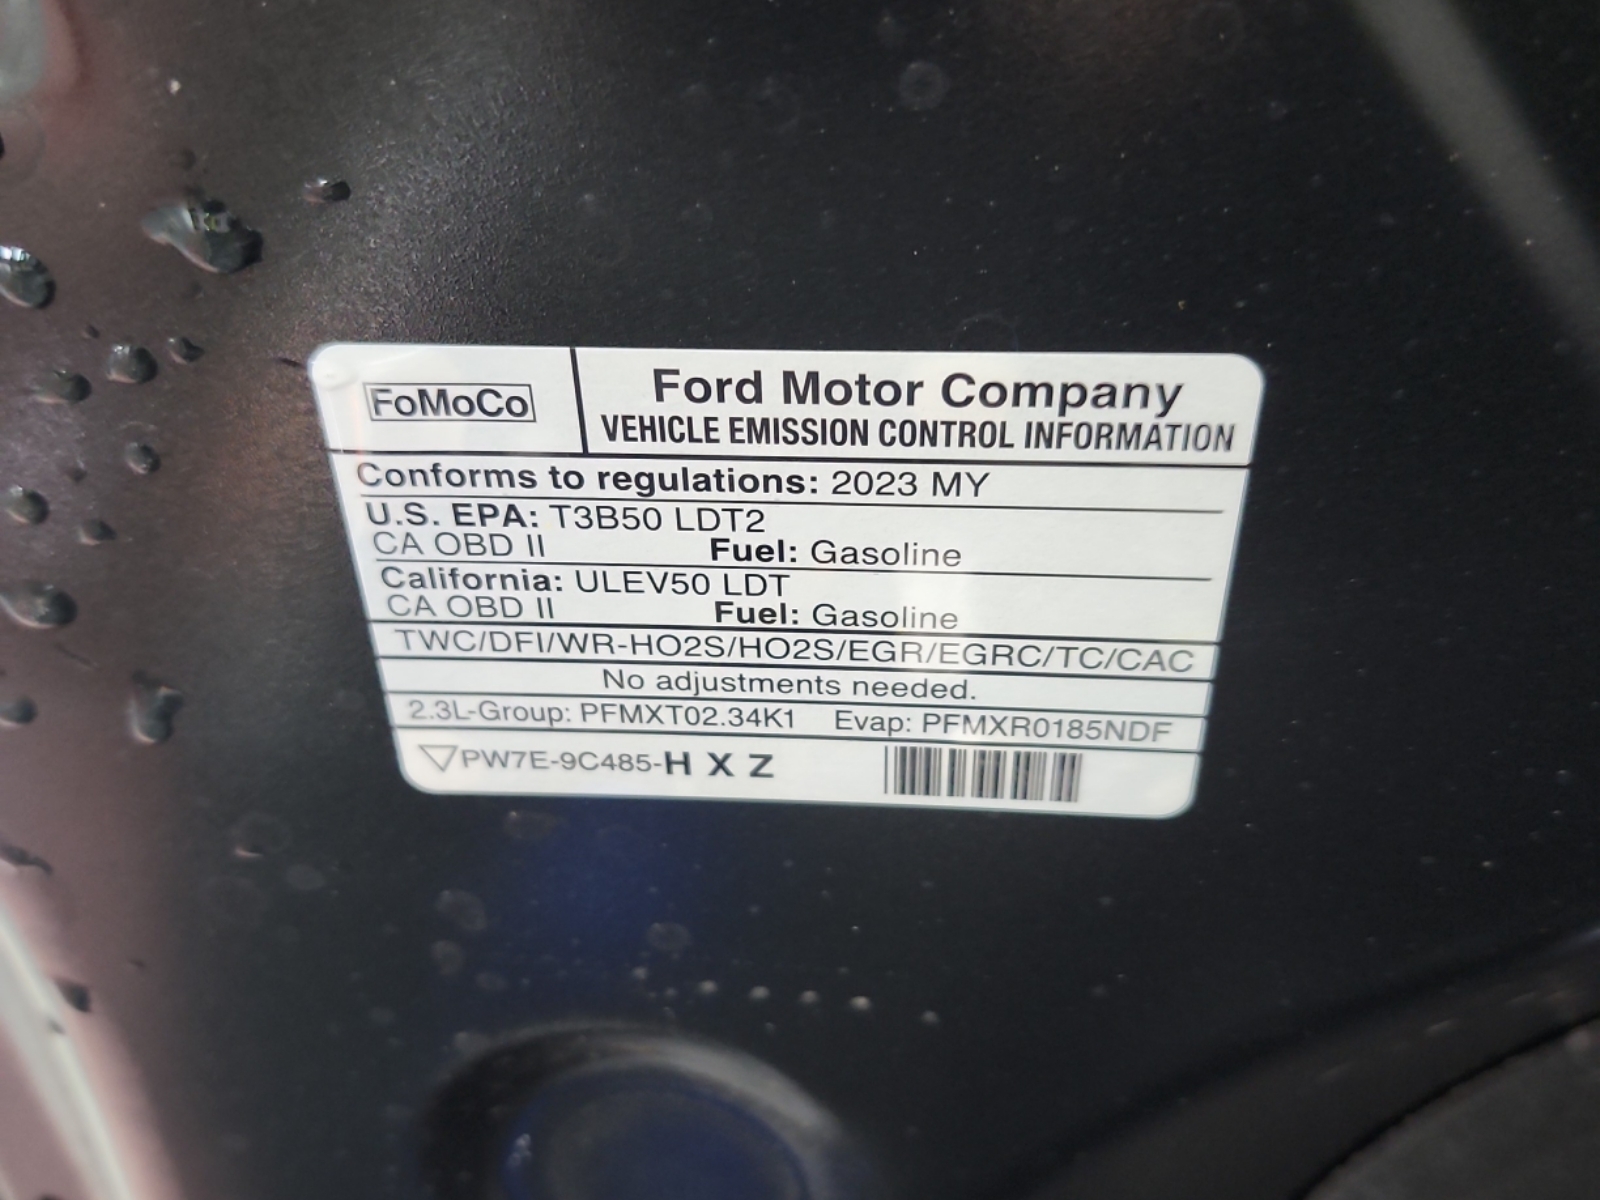 FoMoCo
Ford Motor Company
VEHICLE EMISSION CONTROL INFORMATION
Conforms to regulations: 2023 MY
U.S. EPA: T3B50 LDT2
CA OBD II Fuel: Gasoline
California: ULEV50 LDT
CA OBD II Fuel: Gasoline
TWC/DFI/WR-HO2S/HO2S/EGR/EGRC/TC/CAC
No adjustments needed.
2.3L-Group: PFMXT02.34K1 Evap: PFMXR0185NDF
PW7E-9C485-H X Z